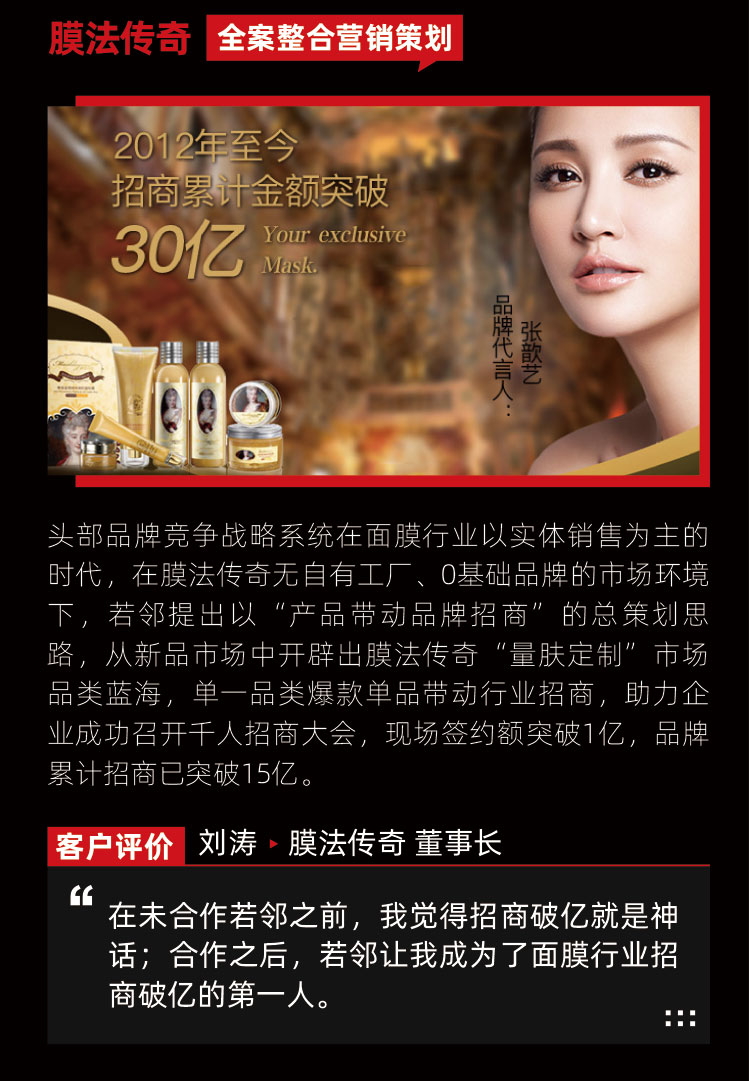 膜法传奇 全案整合营销策划
2012年至今
招商累计金额突破
30亿 Your exclusive
Mask.
品牌代言人：
张歆艺
头部品牌竞争战略系统在面膜行业以实体销售为主的
时代，在膜法传奇无自有工厂、0基础品牌的市场环境
下，若邻提出以“产品带动品牌招商”的总策划思
路，从新品市场中开辟出膜法传奇“量肤定制”市场
品类蓝海，单一品类爆款单品带动行业招商，助力企
业成功召开千人招商大会，现场签约额突破1亿，品牌
累计招商已突破15亿。
客户评价 刘涛 膜法传奇 董事长
“
在未合作若邻之前，我觉得招商破亿就是神
话；合作之后，若邻让我成为了面膜行业招
商破亿的第一人。